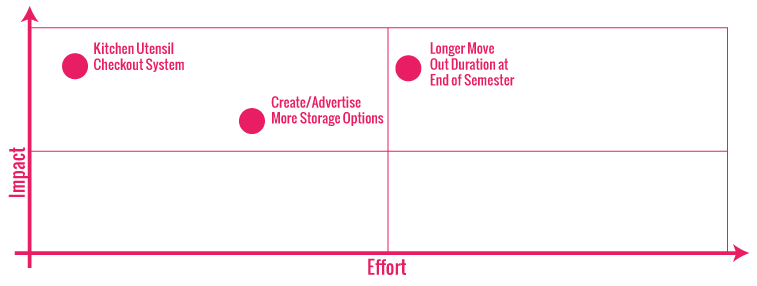 Kitchen Utensil
Checkout System
Longer Move
Out Duration at
End of Semester
Create/Advertise
More Storage Options
Impact
Effort